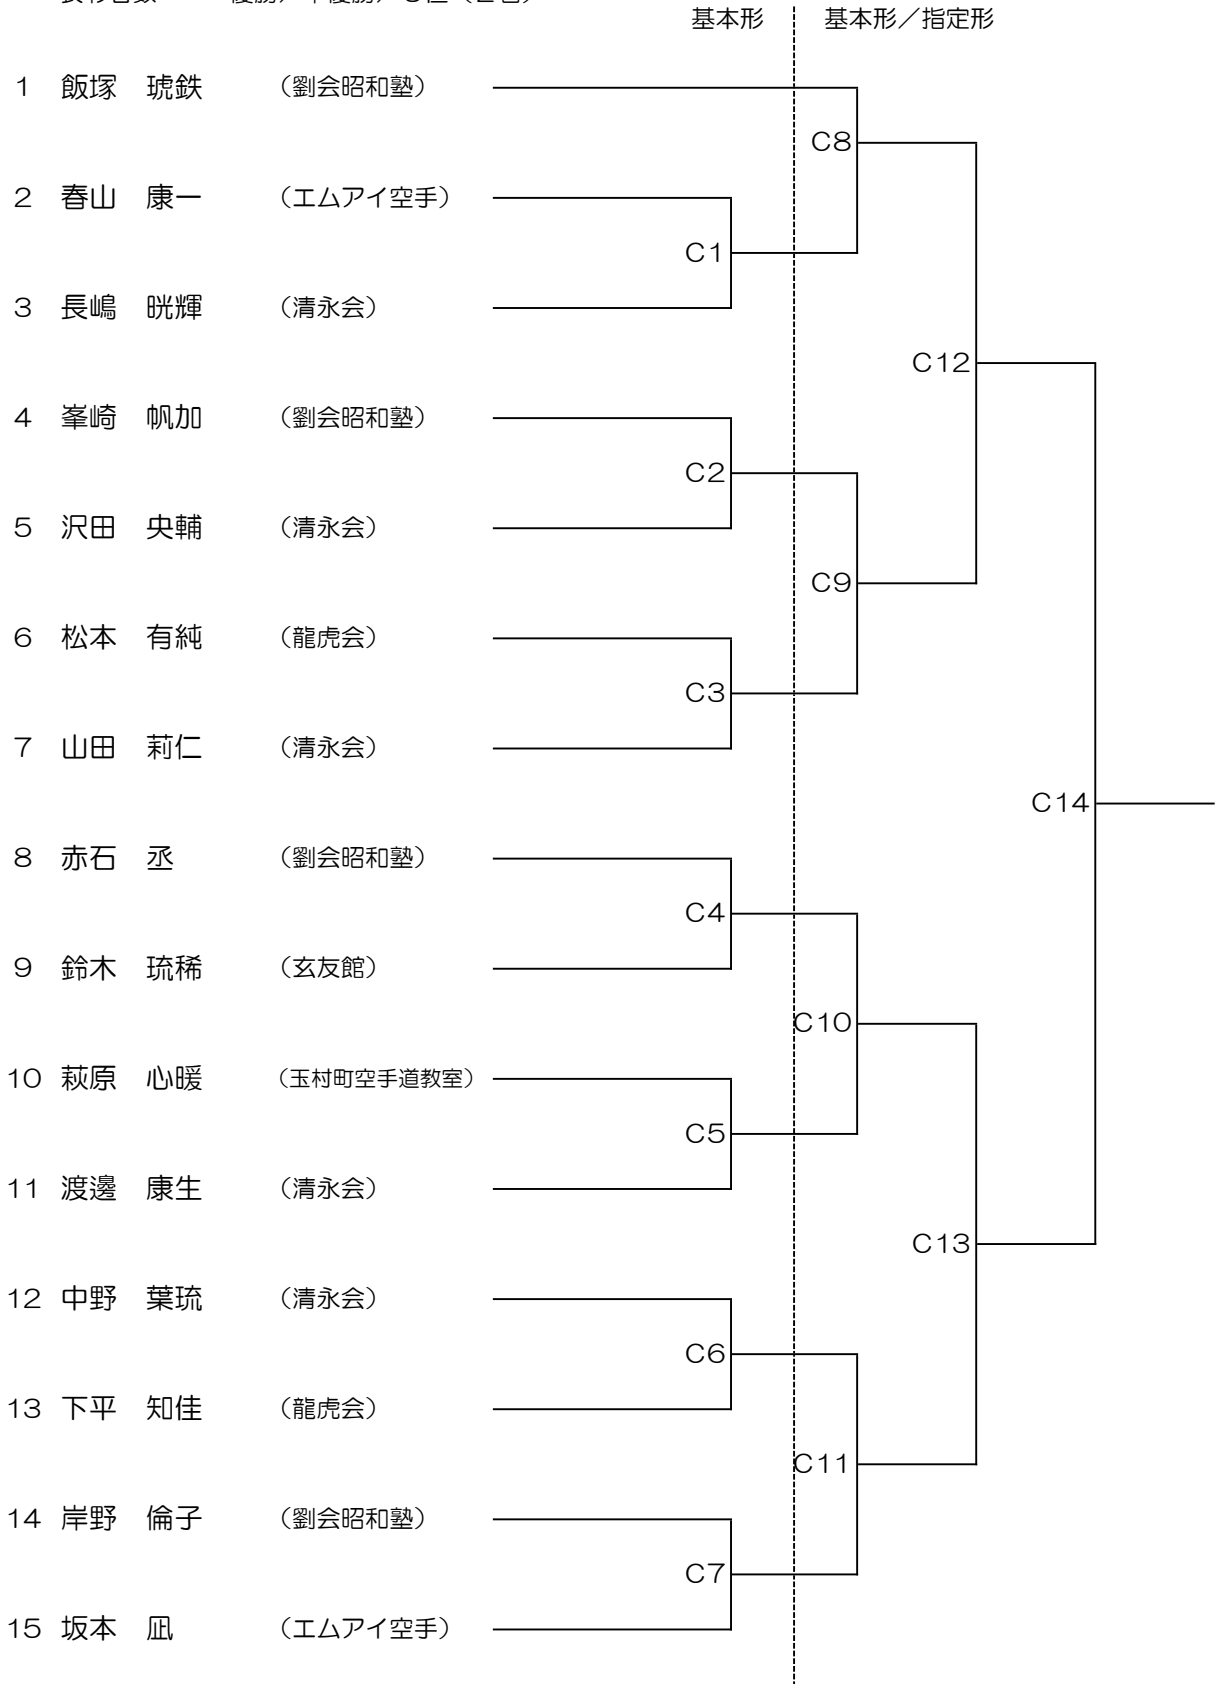 基本形　基本形／指定形
1　飯塚　琥鉄　（劉会昭和塾）
C8
2　春山　康一　（エムアイ空手）
C1
3　長嶋　晄輝　（清永会）
C12
4　峯崎　帆加　（劉会昭和塾）
C2
5　沢田　央輔　（清永会）
C9
6　松本　有純　（龍虎会）
C3
7　山田　莉仁　（清永会）
C14
8　赤石　丞　（劉会昭和塾）
C4
9　鈴木　琉稀　（玄友館）
C10
10　萩原　心暖　（玉村町空手道教室）
C5
11　渡邊　康生　（清永会）
C13
12　中野　葉琉　（清永会）
C6
13　下平　知佳　（龍虎会）
C11
14　岸野　倫子　（劉会昭和塾）
C7
15　坂本　凪　（エムアイ空手）